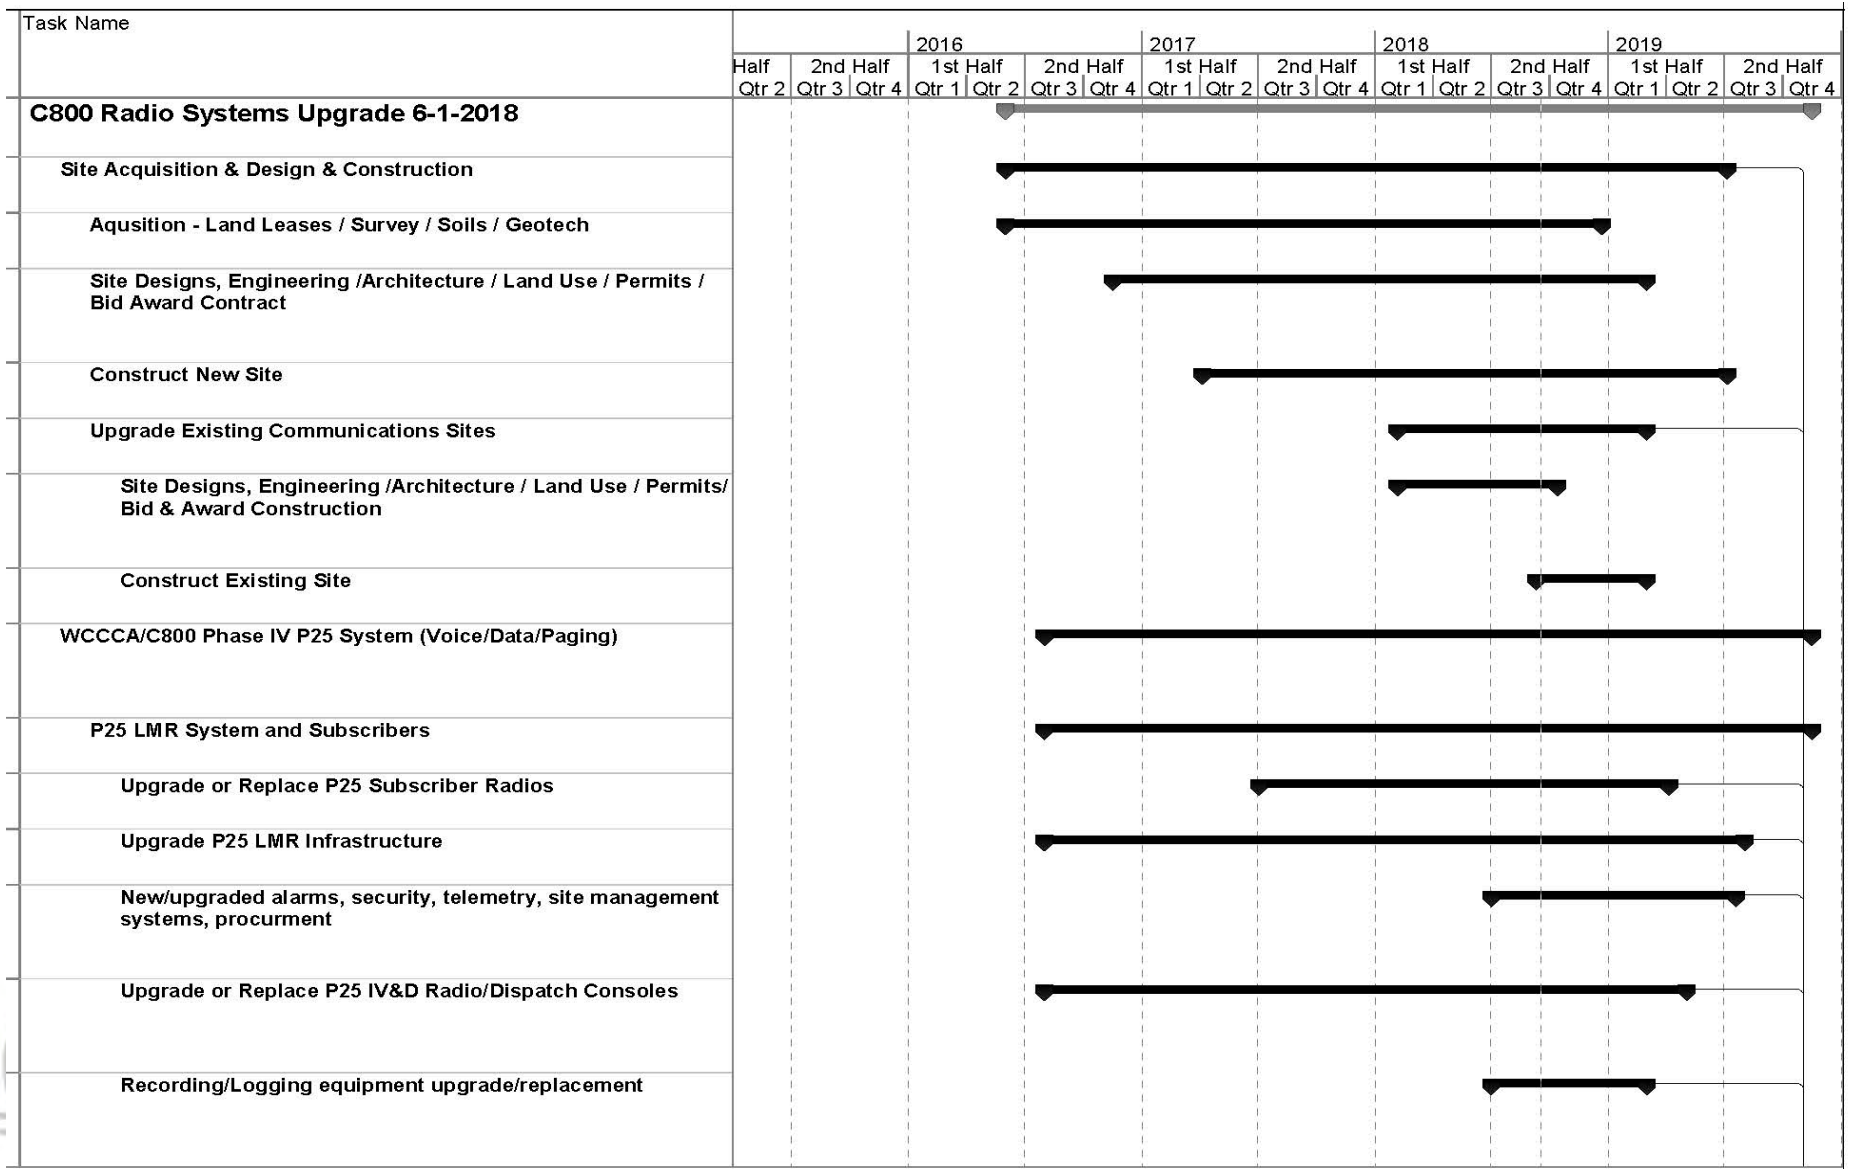 Task Name
2016 2017 2018 2019
Half 2nd Half 1st Half 2nd Half 1st Half 2nd Half 1st Half 2nd Half 1st Half 2nd Half
Qtr 2 Qtr 3 Qtr 4 Qtr 1 Qtr 2 Qtr 3 Qtr 4 Qtr 1 Qtr 2 Qtr 3 Qtr 4 Qtr 1 Qtr 2 Qtr 3 Qtr 4 Qtr 1 Qtr 2 Qtr 3 Qtr 4
C800 Radio Systems Upgrade 6-1-2018
Site Acquisition & Design & Construction
Aqusition - Land Leases / Survey / Soils / Geotech
Site Designs, Engineering /Architecture / Land Use / Permits /
Bid Award Contract
Construct New Site
Upgrade Existing Communications Sites
Site Designs, Engineering /Architecture / Land Use / Permits/
Bid & Award Construction
Construct Existing Site
WCCCA/C800 Phase IV P25 System (Voice/Data/Paging)
P25 LMR System and Subscribers
Upgrade or Replace P25 Subscriber Radios
Upgrade P25 LMR Infrastructure
New/upgraded alarms, security, telemetry, site management
systems, procurment
Upgrade or Replace P25 IV&D Radio/Dispatch Consoles
Recording/Logging equipment upgrade/replacement